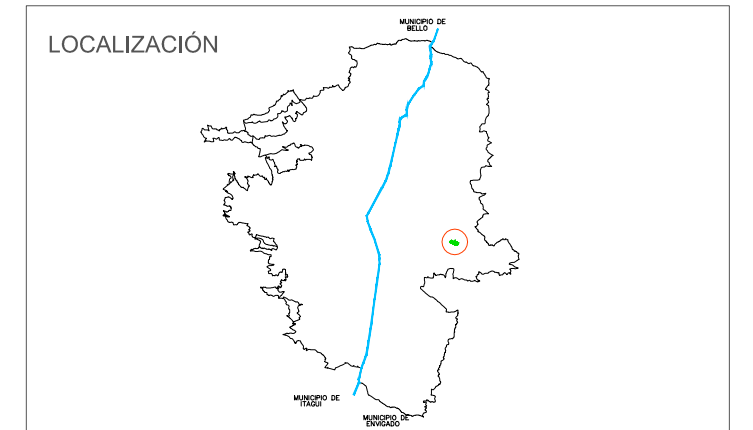 MUNICIPIO DE
BELLO
LOCALIZACIÓN
MUNICIPIO DE
ITAGUI
MUNICIPIO DE
ENVIGADO